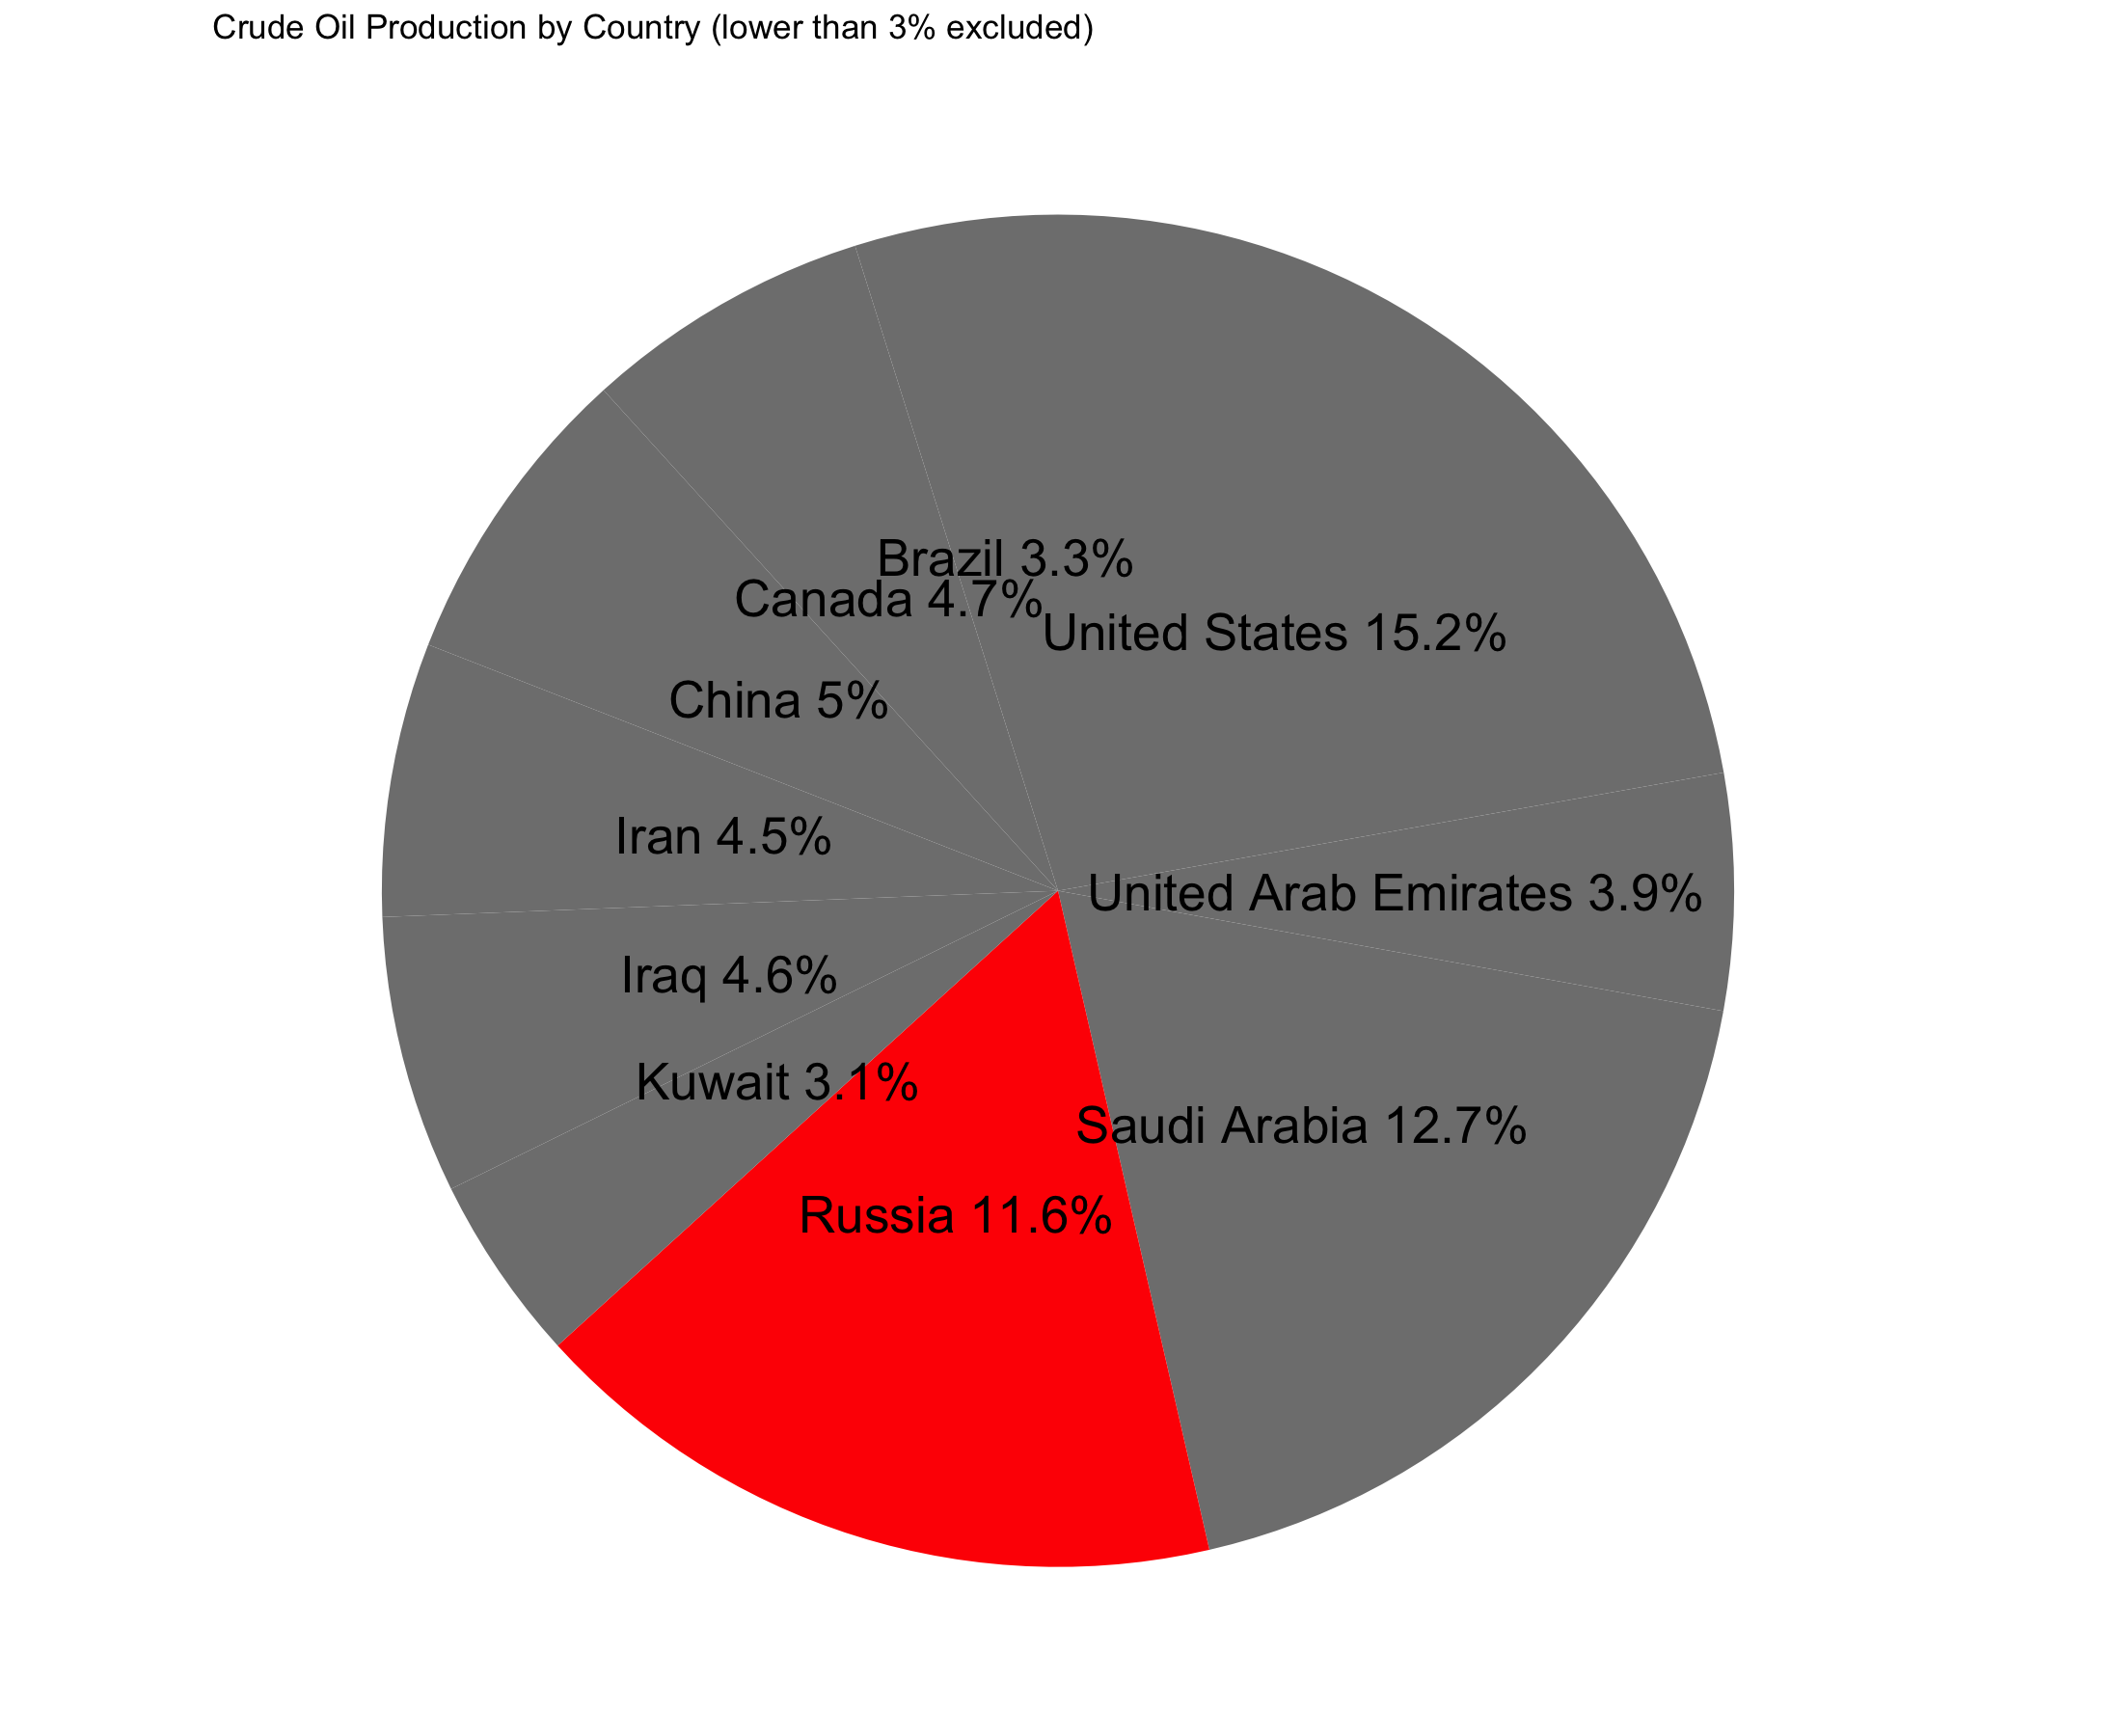 Crude Oil Production by Country (lower than 3% excluded)
Brazil 3.3%
Canada 4.7%
United States 15.2%
China 5%
Iran 4.5%
United Arab Emirates 3.9%
Iraq 4.6%
Kuwait 3.1%
Saudi Arabia 12.7%
Russia 11.6%